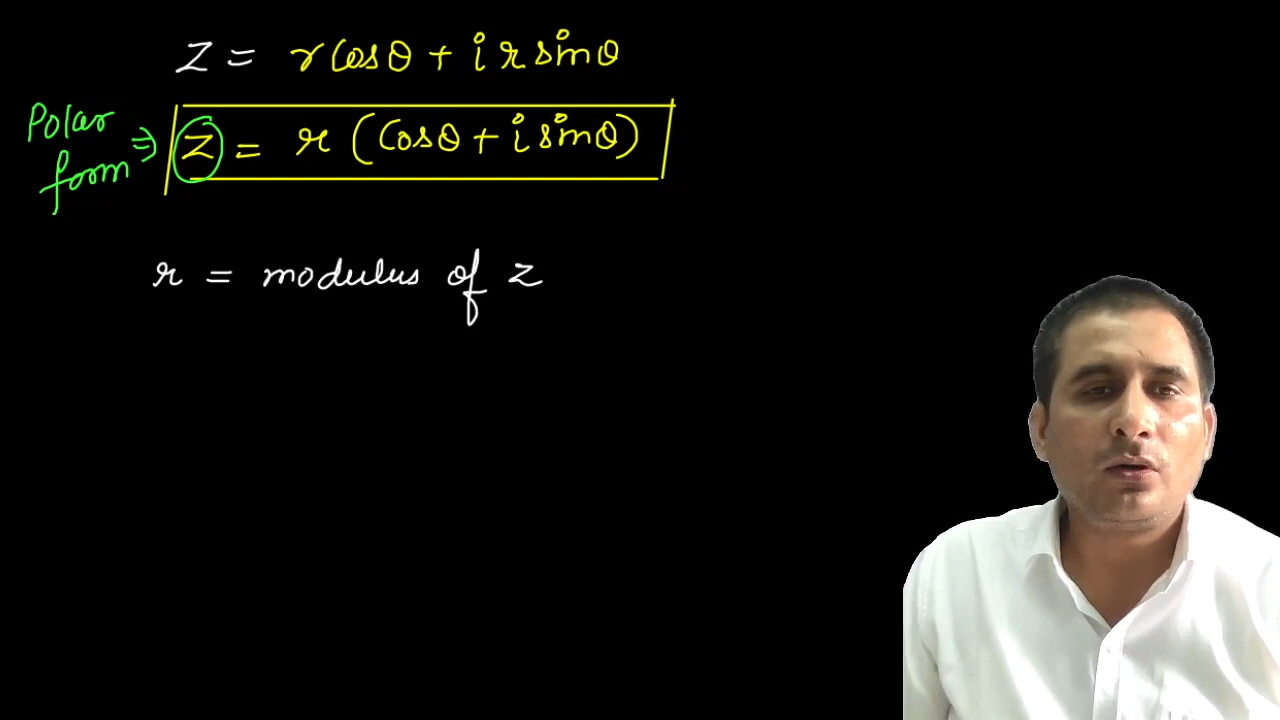 Z = r cosθ + i r sinθ
Polar form ⇒ Z = r (cosθ + i sinθ)
r = modulus of z